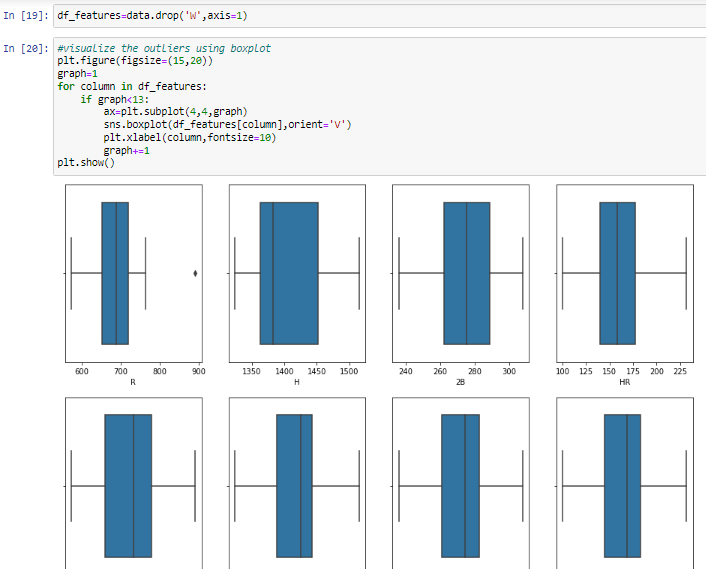 In [19]: df_features=data.drop('W',axis=1)
In [20]: #visualize the outliers using boxplot
plt.figure(figsize=(15,20))
graph=1
for column in df_features:
if graph<13:
ax=plt.subplot(4,4,graph)
sns.boxplot(df_features[column],orient='V')
plt.xlabel(column,fontsize=10)
graph+=1
plt.show()
600 700 800 900
R
1350 1400 1450 1500
H
240 260 280 300
2B
100 125 150 175 200 225
HR